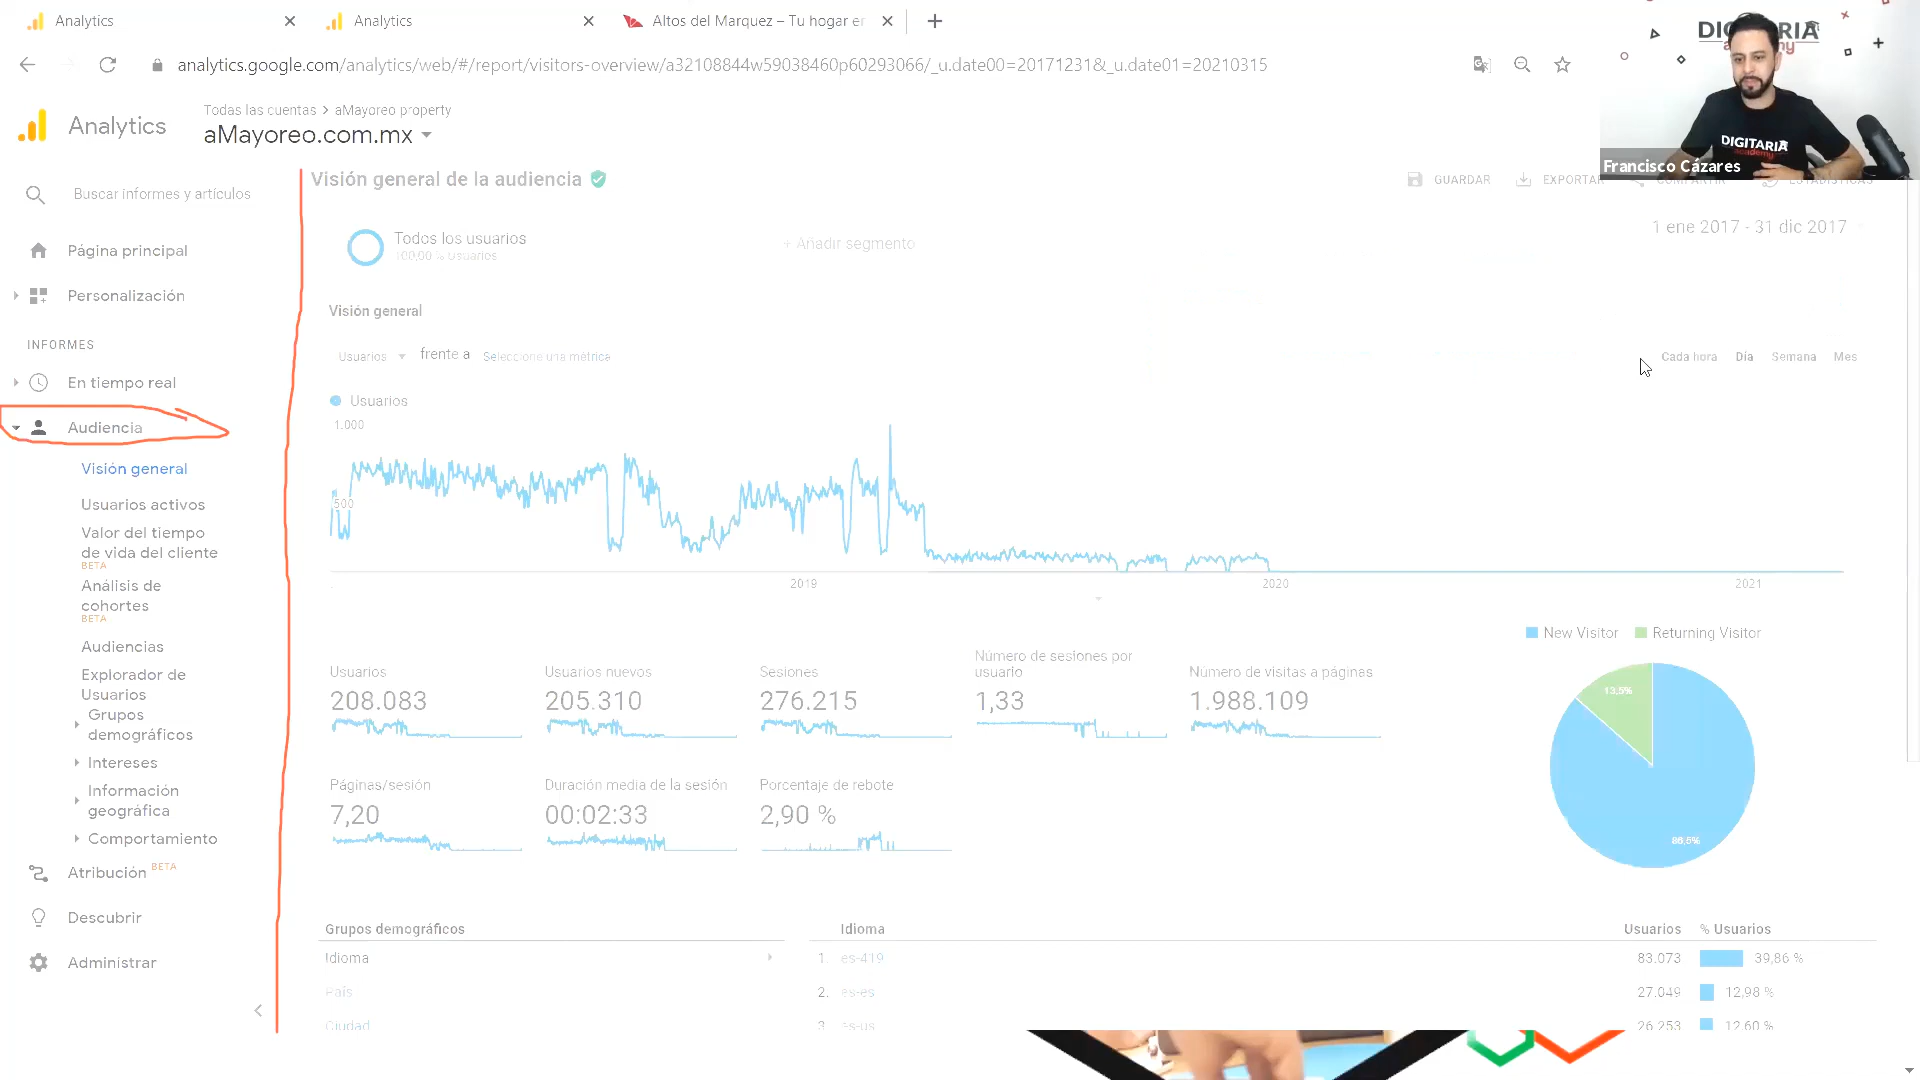 Analytics
Analytics
Altos del Marquez – Tu hogar er
analytics.google.com/analytics/web/#/report/visitors-overview/a32108844w59038460p60293066/_u.date00=20171231&_u.date01=20210315
DIGITARIA
academy
DIGITARIA
academy
Francisco Cázares
Analytics
Todas las cuentas > aMayoreo property
aMayoreo.com.mx
Buscar informes y artículos
Página principal
Personalización
INFORMES
En tiempo real
Audiencia
Visión general
Usuarios activos
Valor del tiempo
de vida del cliente
BETA
Análisis de
cohortes
BETA
Audiencias
Explorador de
Usuarios
Grupos
demográficos
Intereses
Información
geográfica
Comportamiento
Atribución BETA
Descubrir
Administrar
Visión general de la audiencia
GUARDAR
EXPORTAR
COMPARTIR
ESTADÍSTICAS
Todos los usuarios
100,00 % Usuarios
+ Añadir segmento
1 ene 2017 - 31 dic 2017
Visión general
Usuarios
frente a
Seleccione una métrica
Cada hora
Día
Semana
Mes
Usuarios
1.000
500
2019
2020
2021
New Visitor
Returning Visitor
13,5%
86,5%
Usuarios
208.083
Usuarios nuevos
205.310
Sesiones
276.215
Número de sesiones por
usuario
1,33
Número de visitas a páginas
1.988.109
Páginas/sesión
7,20
Duración media de la sesión
00:02:33
Porcentaje de rebote
2,90 %
Grupos demográficos
Idioma
País
Ciudad
Idioma
Usuarios
% Usuarios
1. es-419 83.073 39,86 %
2. es-es 27.049 12,98 %
3. es-us 26.253 12,60 %